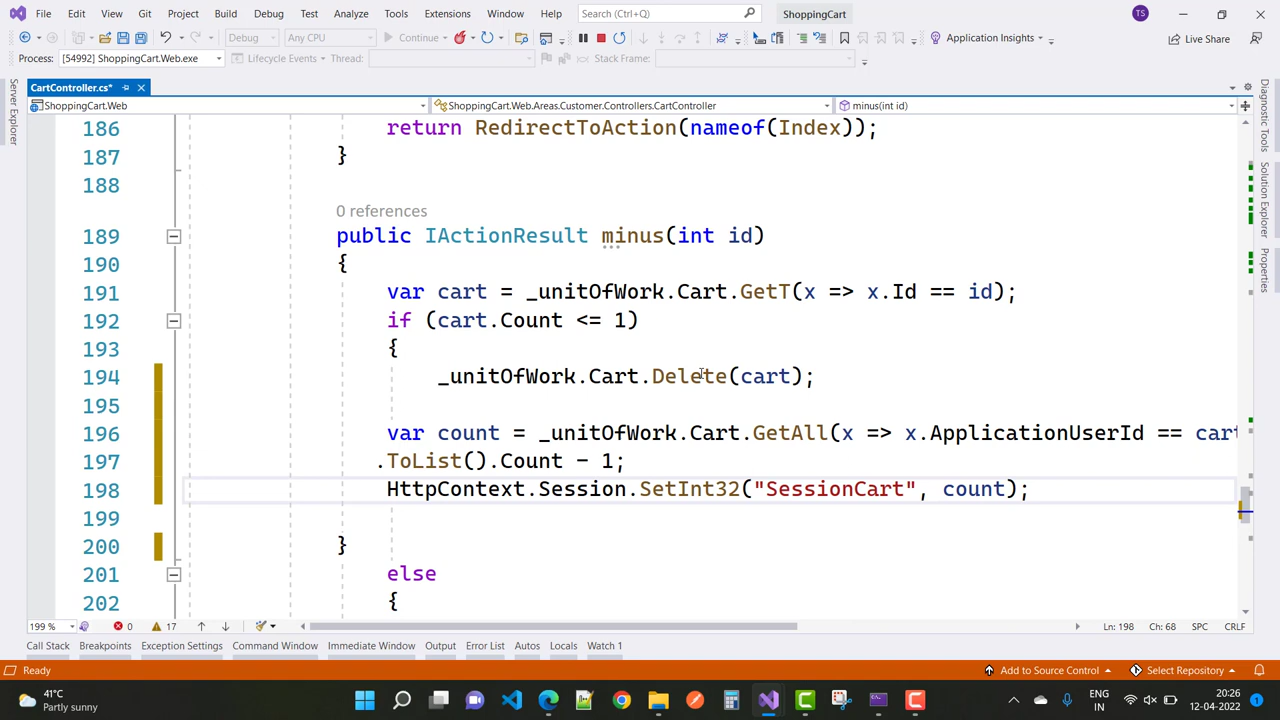 File Edit View Git Project Build Debug Test Analyze Tools Extensions Window Help Search (Ctrl+Q) ShoppingCart TS
Debug Any CPU Continue Application Insights Live Share
Process: [54992] ShoppingCart.Web.exe Lifecycle Events Thread: Stack Frame:
Server Explorer
CartController.cs*
ShoppingCart.Web ShoppingCart.Web.Areas.Customer.Controllers.CartController minus(int id)
186 return RedirectToAction(nameof(Index));
187 }
188
0 references
189 public IActionResult minus(int id)
190 {
191 var cart = _unitOfWork.Cart.GetT(x => x.Id == id);
192 if (cart.Count <= 1)
193 {
194 _unitOfWork.Cart.Delete(cart);
195
196 var count = _unitOfWork.Cart.GetAll(x => x.ApplicationUserId == cart
197 .ToList().Count - 1;
198 HttpContext.Session.SetInt32("SessionCart", count);
199
200 }
201 else
202 {
Diagnostic Tools
Solution Explorer
Properties
199 % 0 17 Ln: 198 Ch: 68 SPC CRLF
Call Stack Breakpoints Exception Settings Command Window Immediate Window Output Error List Autos Locals Watch 1
Ready Add to Source Control Select Repository
41°C
Partly sunny
ENG
IN
20:26
12-04-2022
1